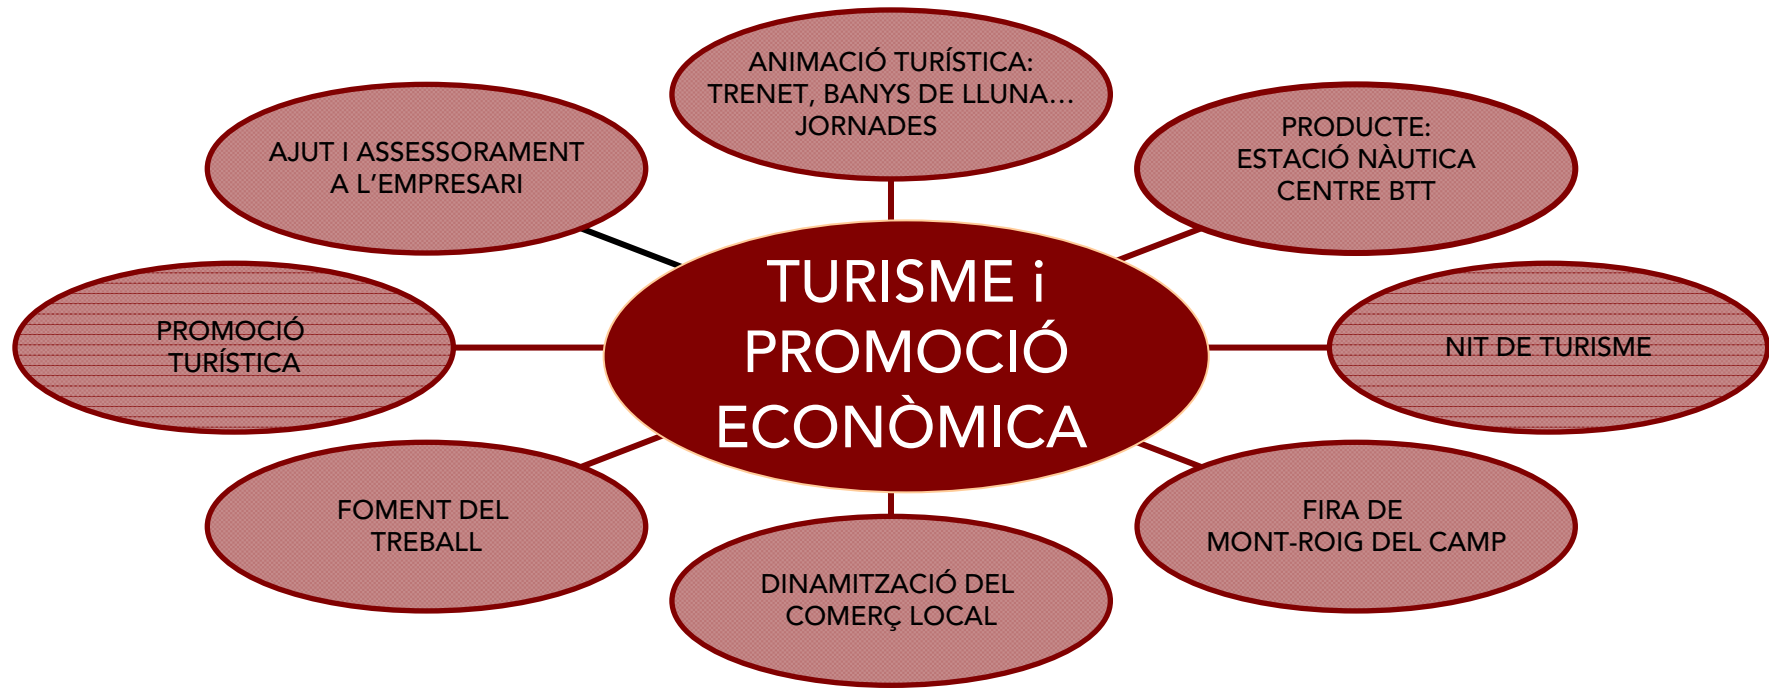 ANIMACIÓ TURÍSTICA:
TRENET, BANYS DE LLUNA…
JORNADES
AJUT I ASSESSORAMENT
A L’EMPRESARI
PRODUCTE:
ESTACIÓ NÀUTICA
CENTRE BTT
TURISME i
PROMOCIÓ
ECONÒMICA
PROMOCIÓ
TURÍSTICA
NIT DE TURISME
FOMENT DEL
TREBALL
FIRA DE
MONT-ROIG DEL CAMP
DINAMITZACIÓ DEL
COMERÇ LOCAL